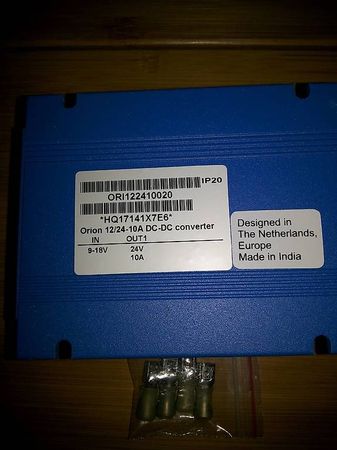 IP20
ORI122410020
*HQ17141X7E6*
Orion 12/24-10A DC-DC converter
IN OUT1
9-18V 24V
10A
Designed in
The Netherlands,
Europe
Made in India